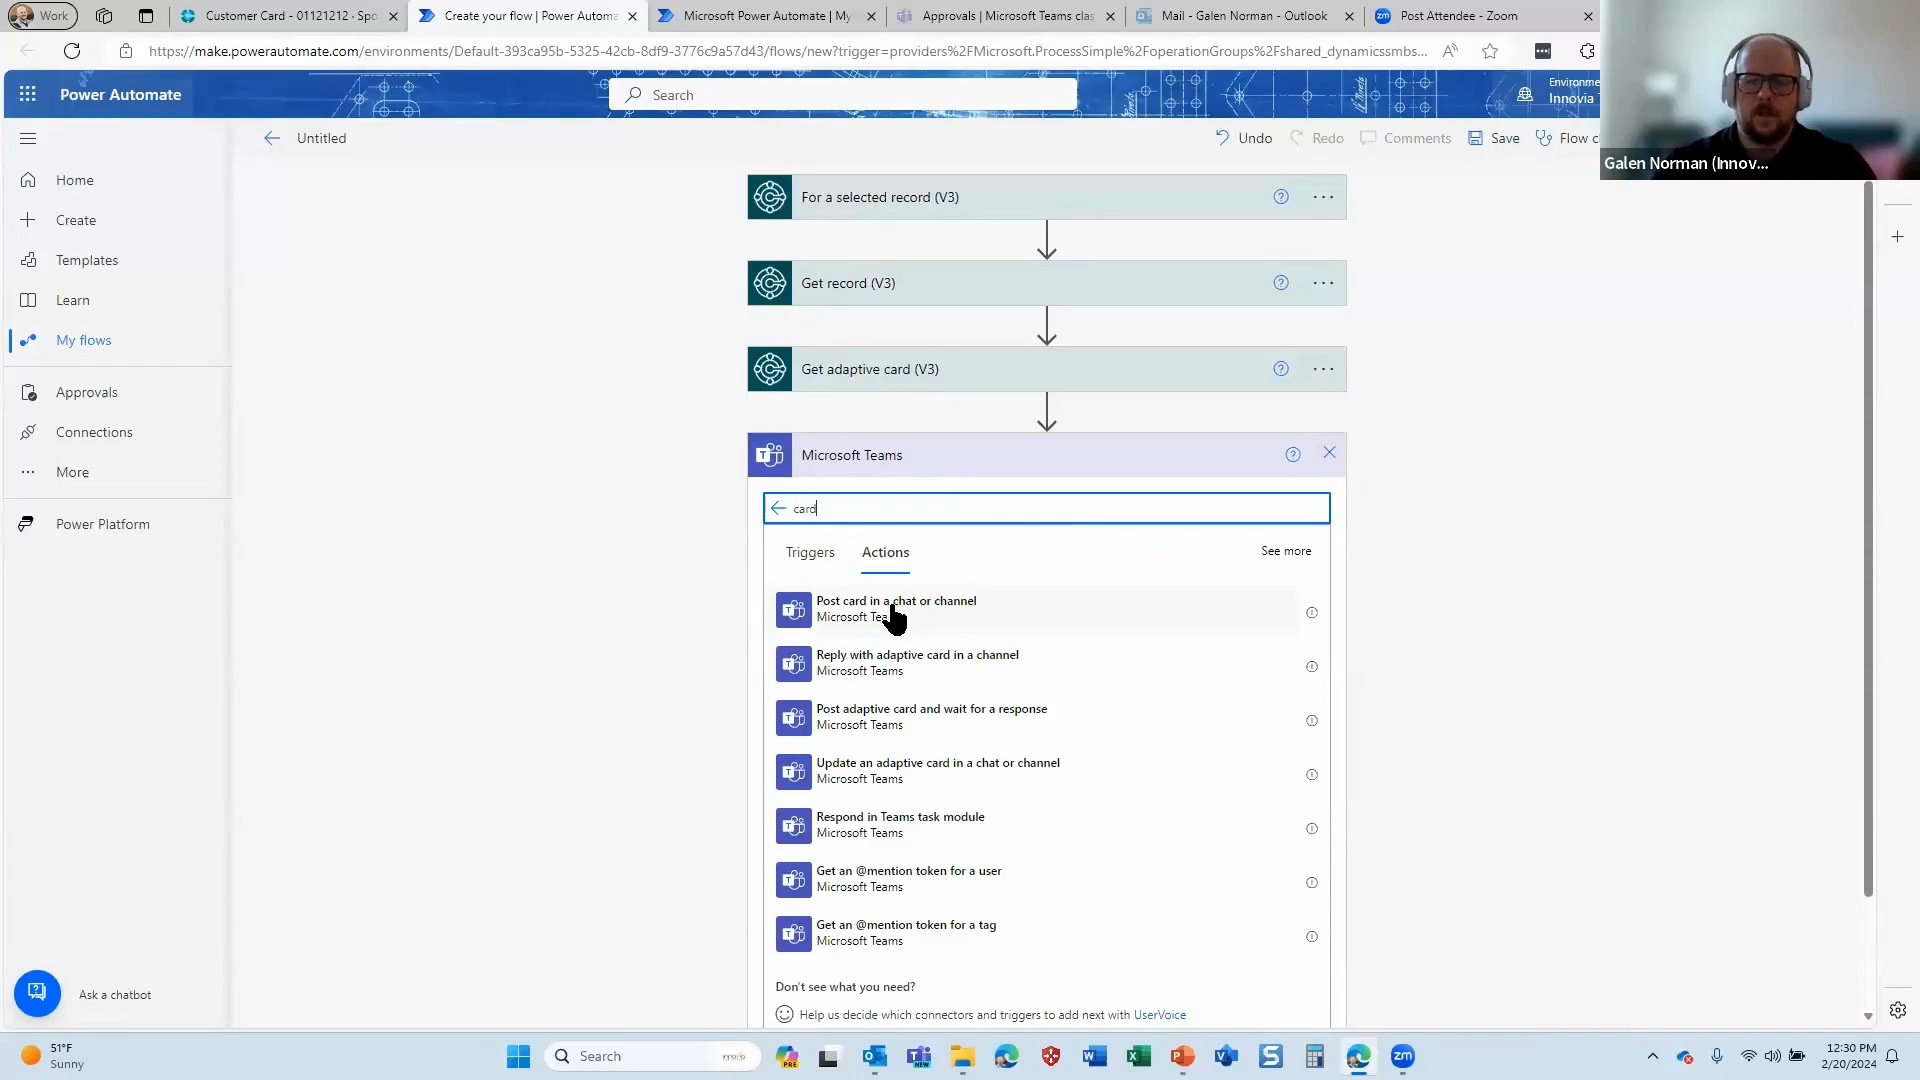 Work
Customer Card - 01121212 - Spo
Create your flow | Power Automa
Microsoft Power Automate | My
Approvals | Microsoft Teams clas
Mail - Galen Norman - Outlook
Post Attendee - Zoom
https://make.powerautomate.com/environments/Default-393ca95b-5325-42cb-8df9-3776c9a57d43/flows/new?trigger=providers%2FMicrosoft.ProcessSimple%2FoperationGroups%2Fshared_dynamicssmbs...
Power Automate
Search
Environme
Innovia
Untitled
Undo
Redo
Comments
Save
Flow c
Galen Norman (Innov...
Home
Create
Templates
Learn
My flows
Approvals
Connections
More
Power Platform
Ask a chatbot
For a selected record (V3)
Get record (V3)
Get adaptive card (V3)
Microsoft Teams
card
Triggers
Actions
See more
Post card in a chat or channel
Microsoft Tea
Reply with adaptive card in a channel
Microsoft Teams
Post adaptive card and wait for a response
Microsoft Teams
Update an adaptive card in a chat or channel
Microsoft Teams
Respond in Teams task module
Microsoft Teams
Get an @mention token for a user
Microsoft Teams
Get an @mention token for a tag
Microsoft Teams
Don't see what you need?
Help us decide which connectors and triggers to add next with UserVoice
51°F
Sunny
Search
PRE
NEW
zm
12:30 PM
2/20/2024